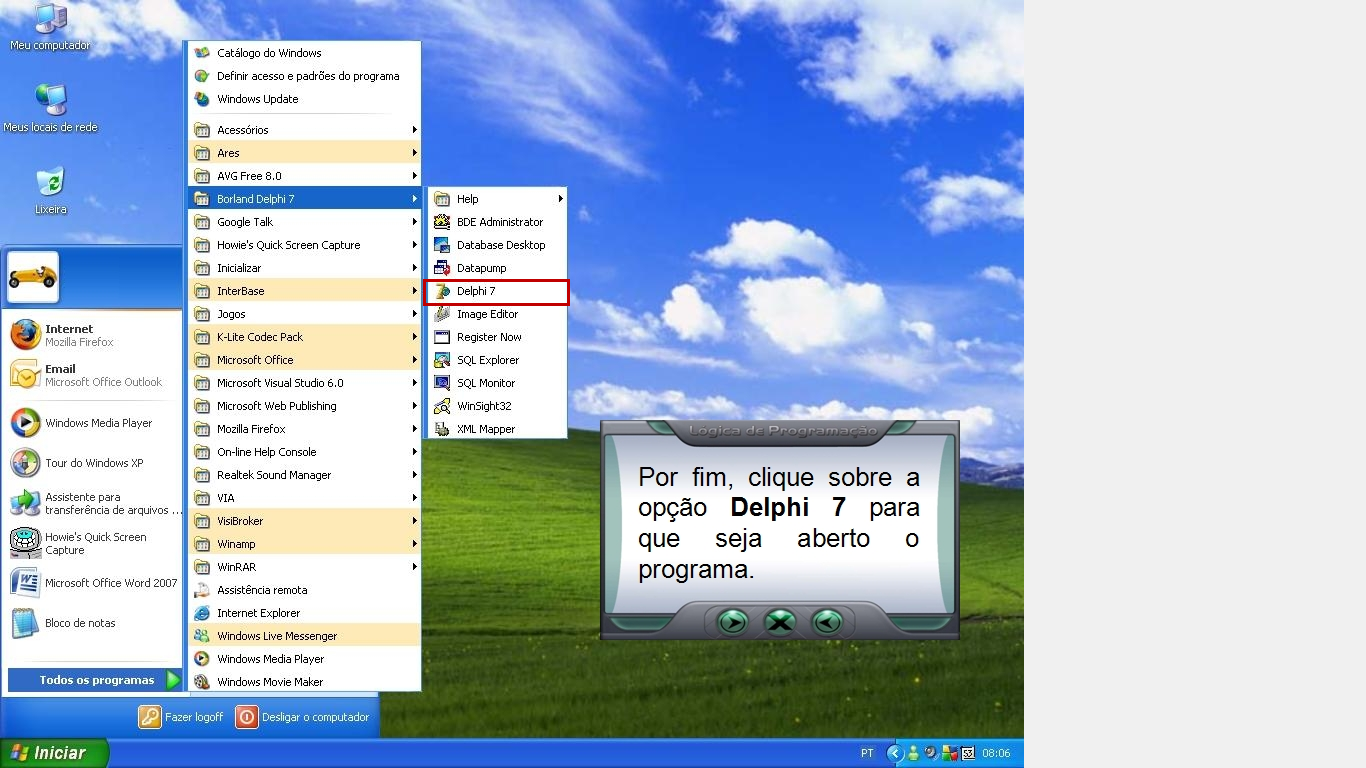 Meu computador
Meus locais de rede
Lixeira
Catálogo do Windows
Definir acesso e padrões do programa
Windows Update
Acessórios
Ares
AVG Free 8.0
Borland Delphi 7
Google Talk
Howie's Quick Screen Capture
Inicializar
InterBase
Jogos
K-Lite Codec Pack
Microsoft Office
Microsoft Visual Studio 6.0
Microsoft Web Publishing
Mozilla Firefox
On-line Help Console
Realtek Sound Manager
VIA
VisiBroker
Winamp
WinRAR
Assistência remota
Internet Explorer
Windows Live Messenger
Windows Media Player
Windows Movie Maker
Help
BDE Administrator
Database Desktop
Datapump
Delphi 7
Image Editor
Register Now
SQL Explorer
SQL Monitor
WinSight32
XML Mapper
Internet
Mozilla Firefox
Email
Microsoft Office Outlook
Windows Media Player
Tour do Windows XP
Assistente para
transferência de arquivos ...
Howie's Quick Screen
Capture
Microsoft Office Word 2007
Bloco de notas
Todos os programas
Fazer logoff
Desligar o computador
Lógica de Programação
Por fim, clique sobre a
opção Delphi 7 para
que seja aberto o
programa.
Iniciar
PT
08:06